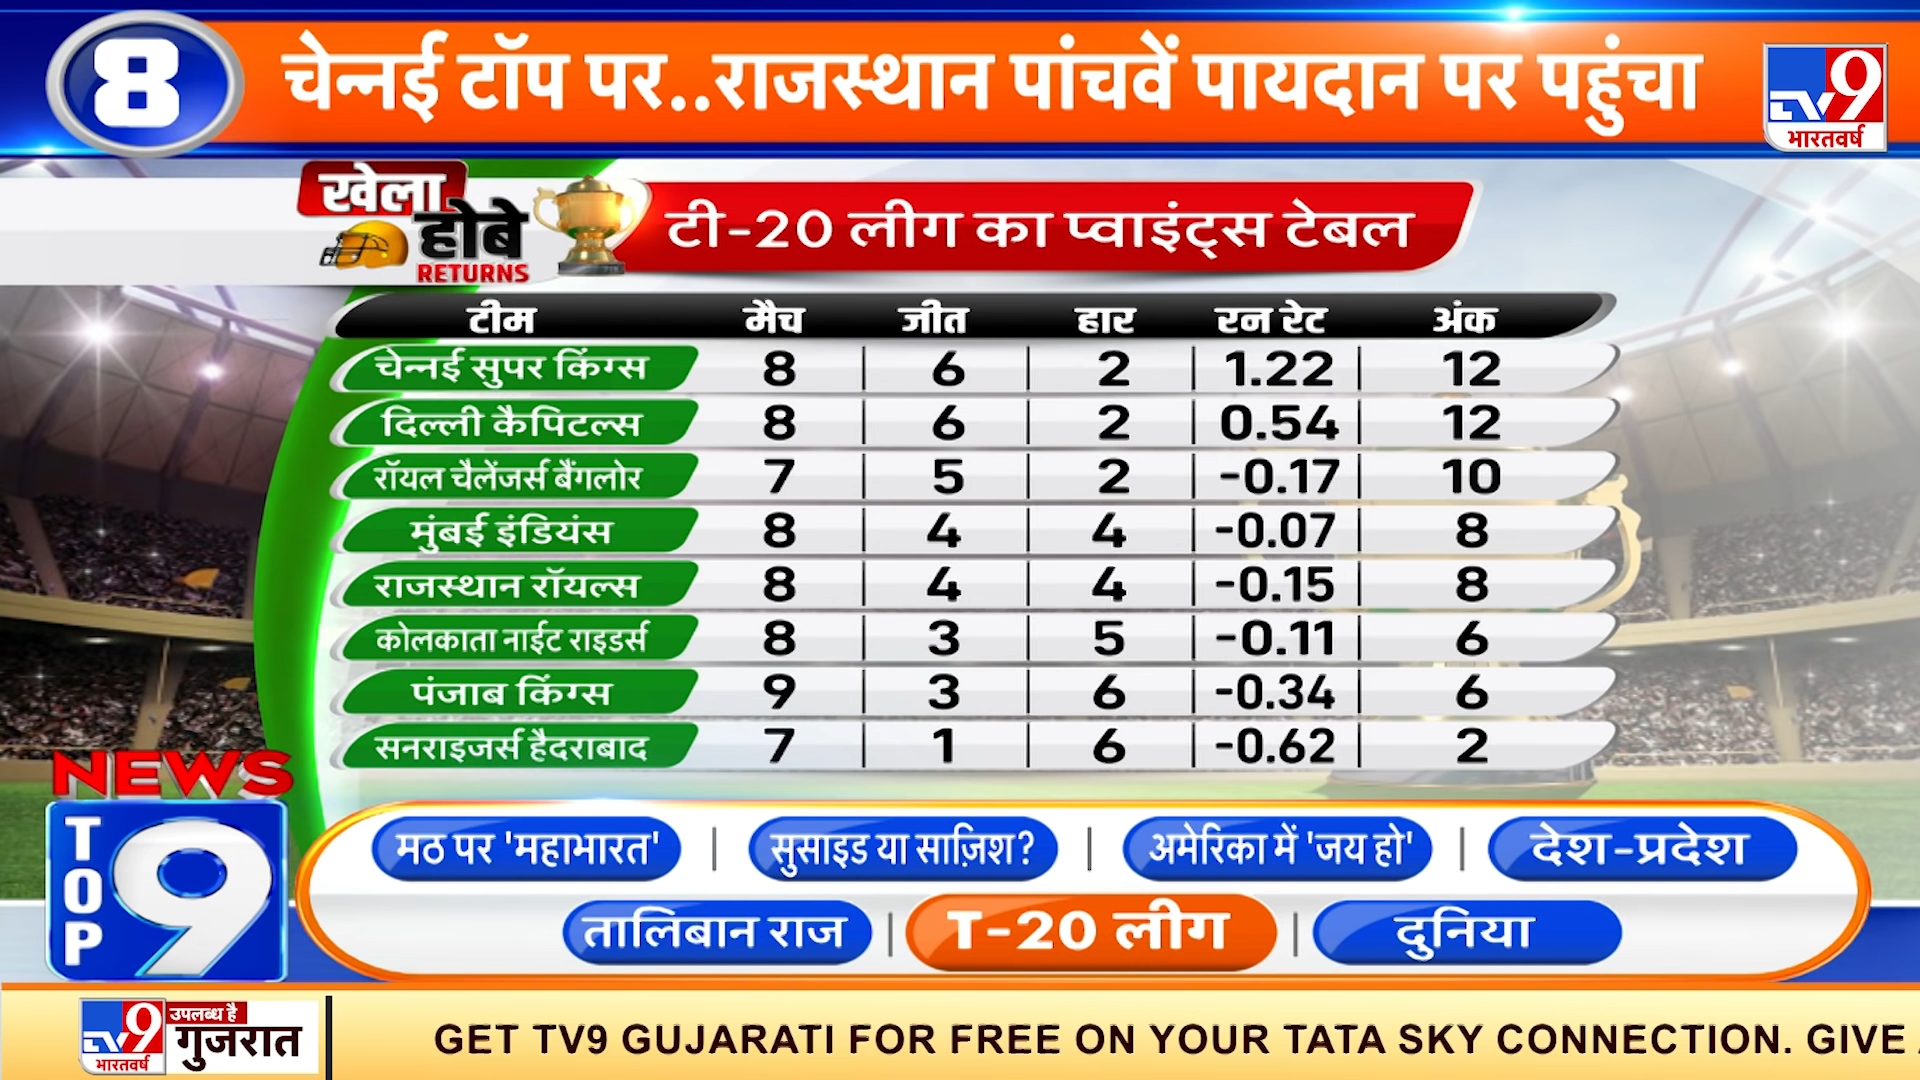 8 चेन्नई टॉप पर..राजस्थान पांचवें पायदान पर पहुंचा
TV9
भारतवर्ष
खेला
होबे
RETURNS
टी-20 लीग का प्वाइंट्स टेबल
टीम मैच जीत हार रन रेट अंक
चेन्नई सुपर किंग्स 8 6 2 1.22 12
दिल्ली कैपिटल्स 8 6 2 0.54 12
रॉयल चैलेंजर्स बैंगलोर 7 5 2 -0.17 10
मुंबई इंडियंस 8 4 4 -0.07 8
राजस्थान रॉयल्स 8 4 4 -0.15 8
कोलकाता नाईट राइडर्स 8 3 5 -0.11 6
पंजाब किंग्स 9 3 6 -0.34 6
सनराइजर्स हैदराबाद 7 1 6 -0.62 2
NEWS
TOP 9
मठ पर 'महाभारत' | सुसाइड या साज़िश? | अमेरिका में 'जय हो' | देश-प्रदेश
तालिबान राज | T-20 लीग | दुनिया
TV9
भारतवर्ष
उपलब्ध है
गुजरात
GET TV9 GUJARATI FOR FREE ON YOUR TATA SKY CONNECTION. GIVE